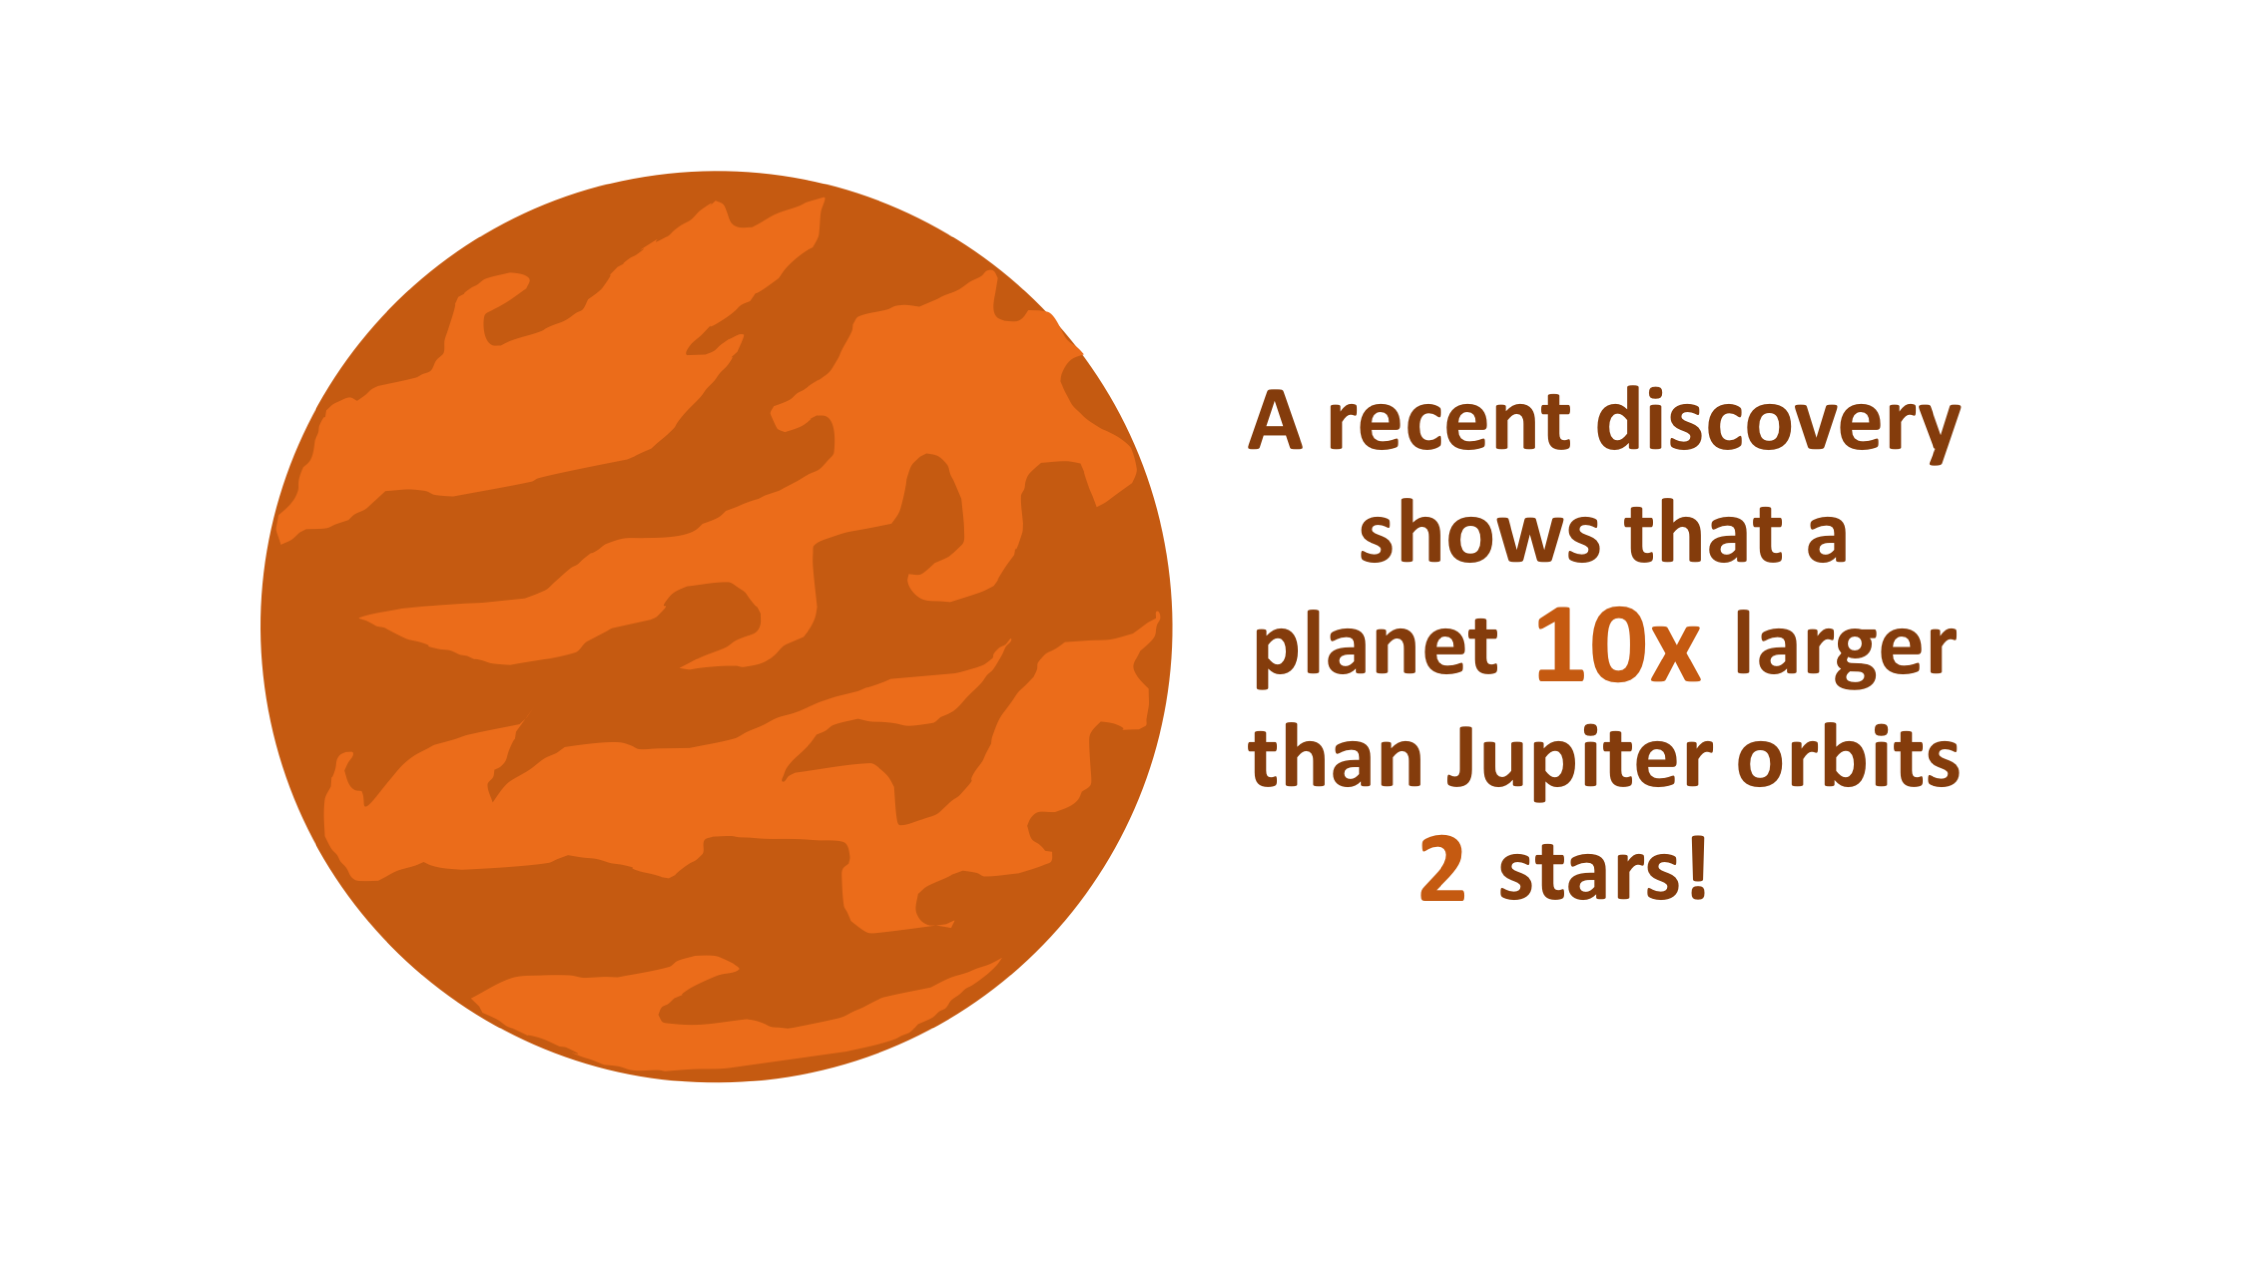 A recent discovery
shows that a
planet 10x larger
than Jupiter orbits
2 stars!